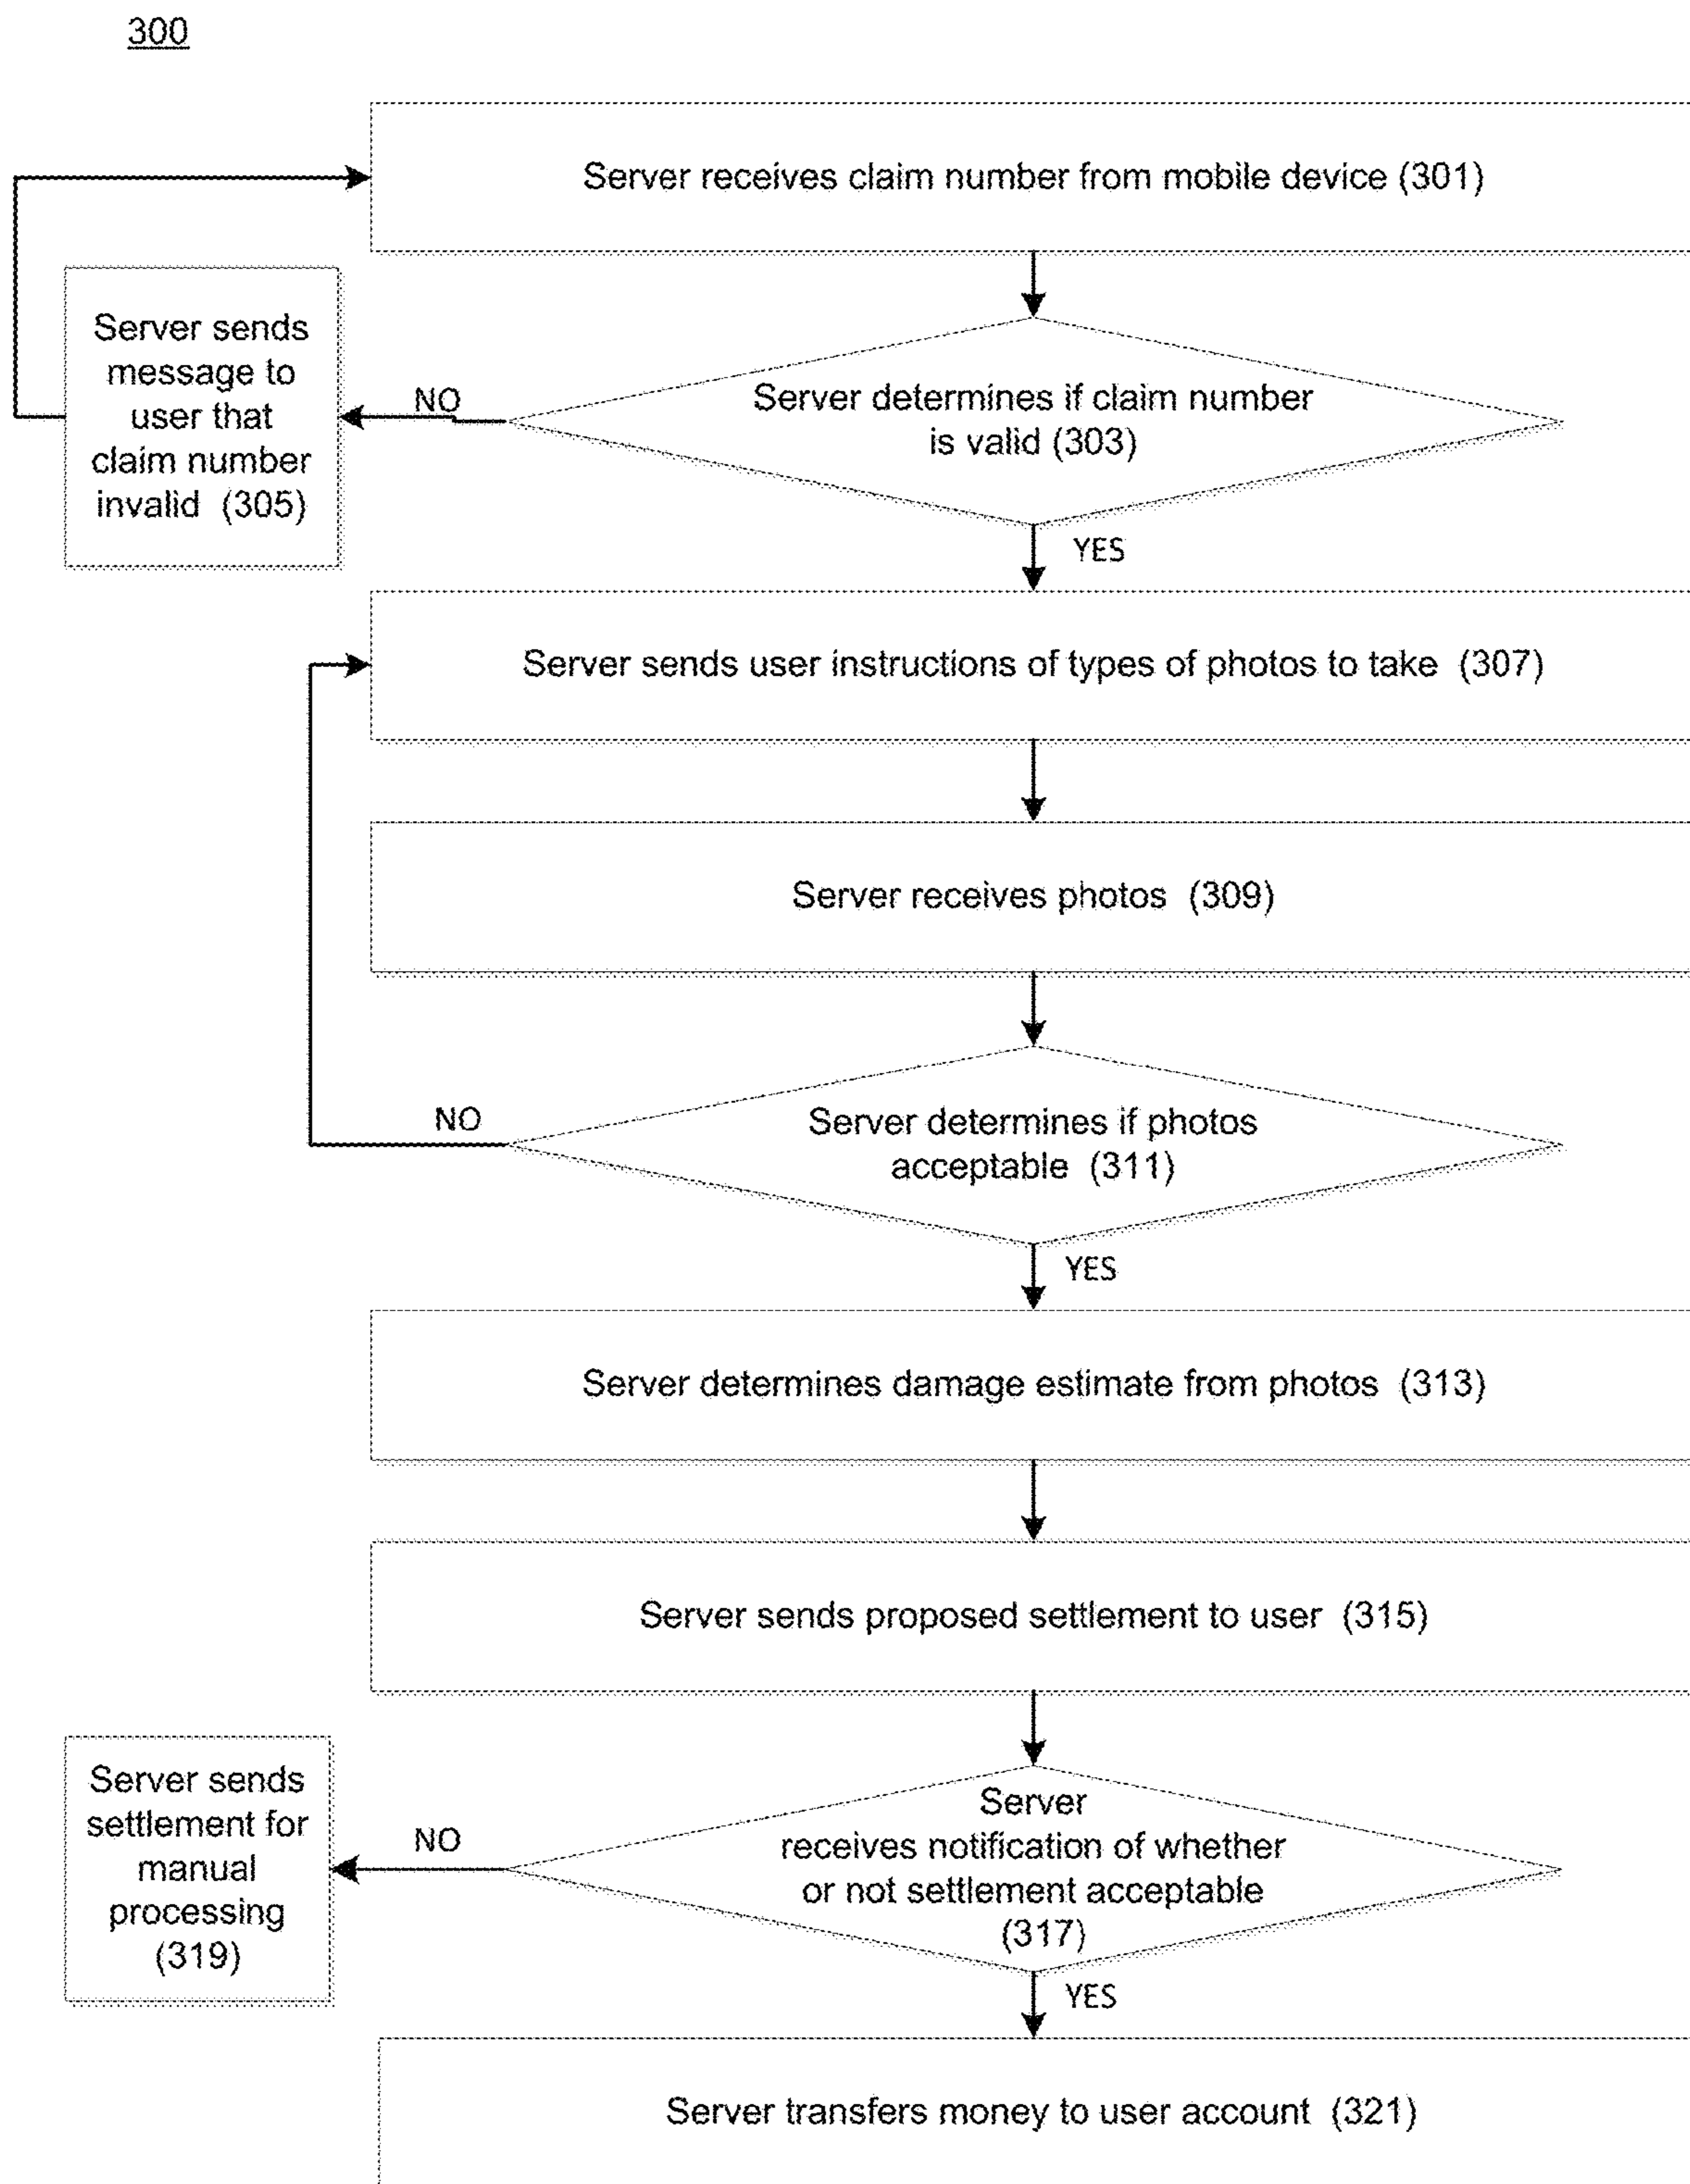 300
Server receives claim number from mobile device (301)
Server sends
message to
user that
claim number
invalid (305)
NO
Server determines if claim number
is valid (303)
YES
Server sends user instructions of types of photos to take (307)
Server receives photos (309)
NO
Server determines if photos
acceptable (311)
YES
Server determines damage estimate from photos (313)
Server sends proposed settlement to user (315)
Server sends
settlement for
manual
processing
(319)
NO
Server
receives notification of whether
or not settlement acceptable
(317)
YES
Server transfers money to user account (321)